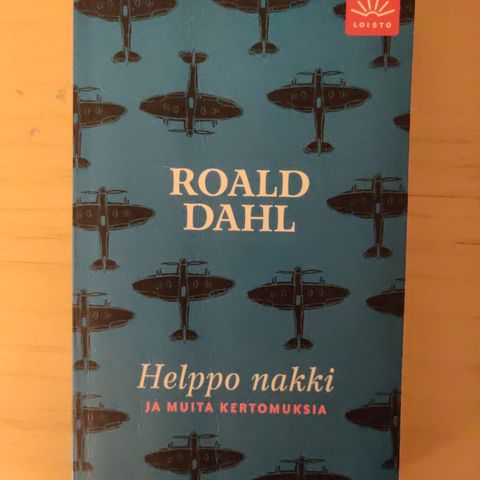 LOISTO
ROALD
DAHL
Helppo nakki
JA MUITA KERTOMUKSIA